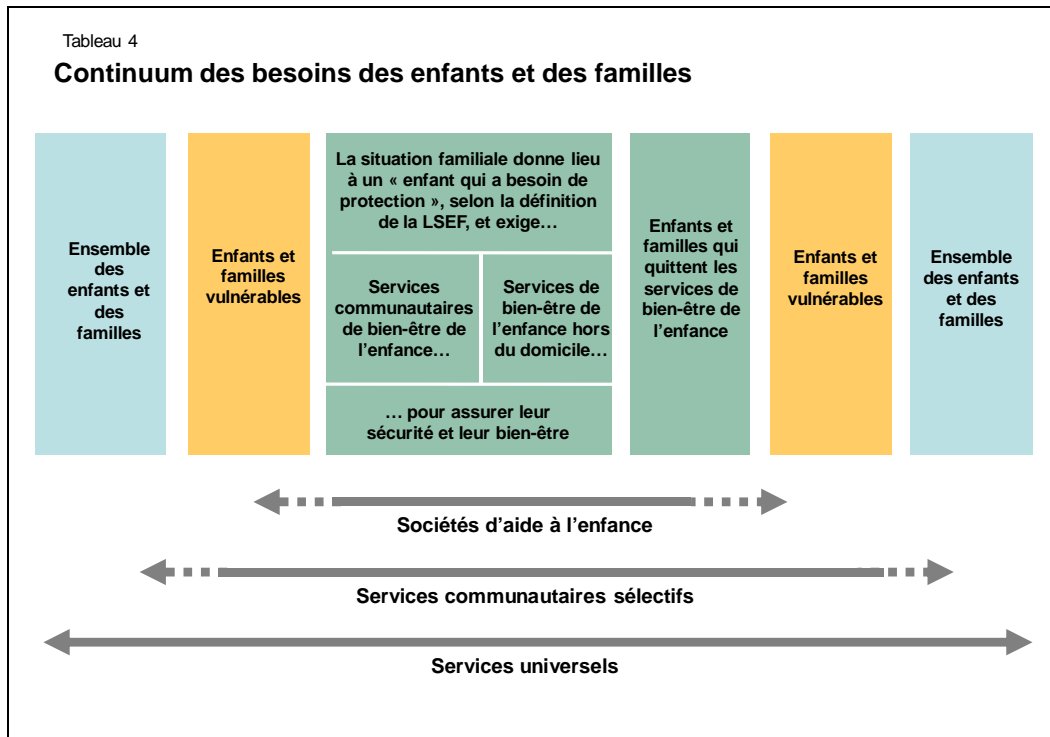 Tableau 4
Continuum des besoins des enfants et des familles
Ensemble
des
enfants et
des
familles
Enfants et
familles
vulnérables
La situation familiale donne lieu
à un « enfant qui a besoin de
protection », selon la définition
de la LSEF, et exige…
Services
communautaires
de bien-être de
l’enfance…
Services de
bien-être de
l’enfance hors
du domicile…
… pour assurer leur
sécurité et leur bien-être
Enfants et
familles qui
quittent les
services de
bien-être de
l’enfance
Enfants et
familles
vulnérables
Ensemble
des enfants
et des
familles
Sociétés d’aide à l’enfance
Services communautaires sélectifs
Services universels